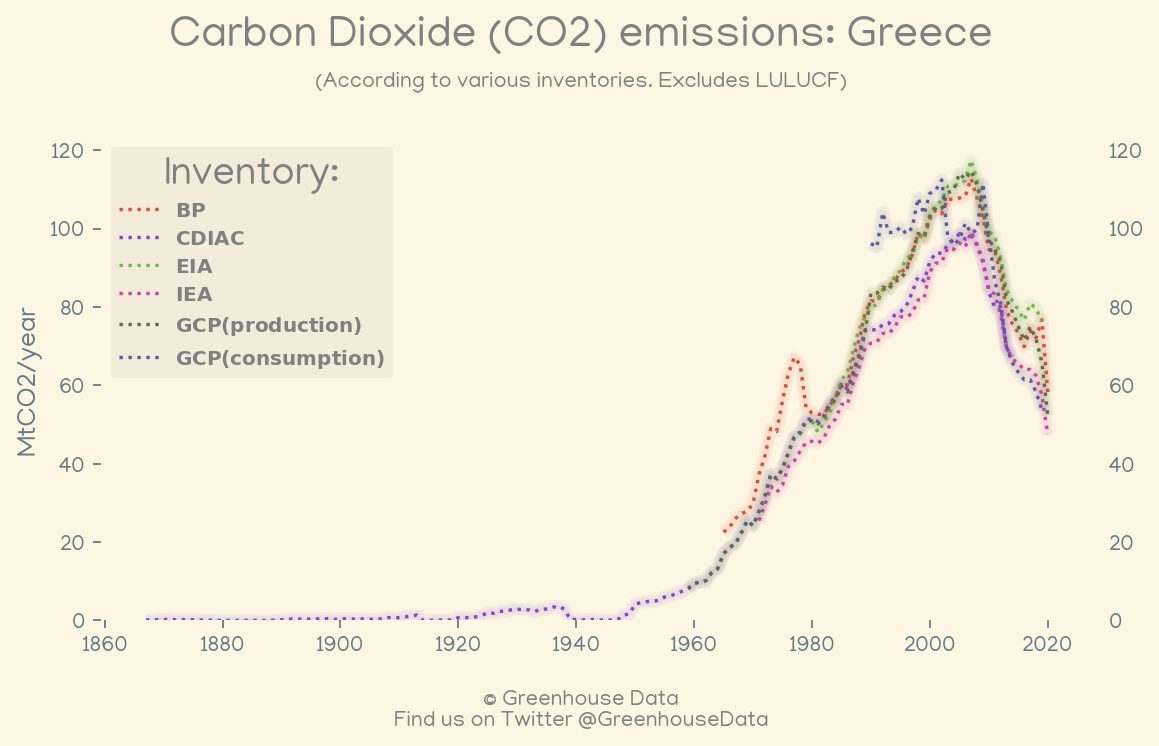 Carbon Dioxide (CO2) emissions: Greece
(According to various inventories. Excludes LULUCF)
MtCO2/year
120
100
80
60
40
20
0
Inventory:
BP
CDIAC
EIA
IEA
GCP(production)
GCP(consumption)
120
100
80
60
40
20
0
1860 1880 1900 1920 1940 1960 1980 2000 2020
© Greenhouse Data
Find us on Twitter @GreenhouseData